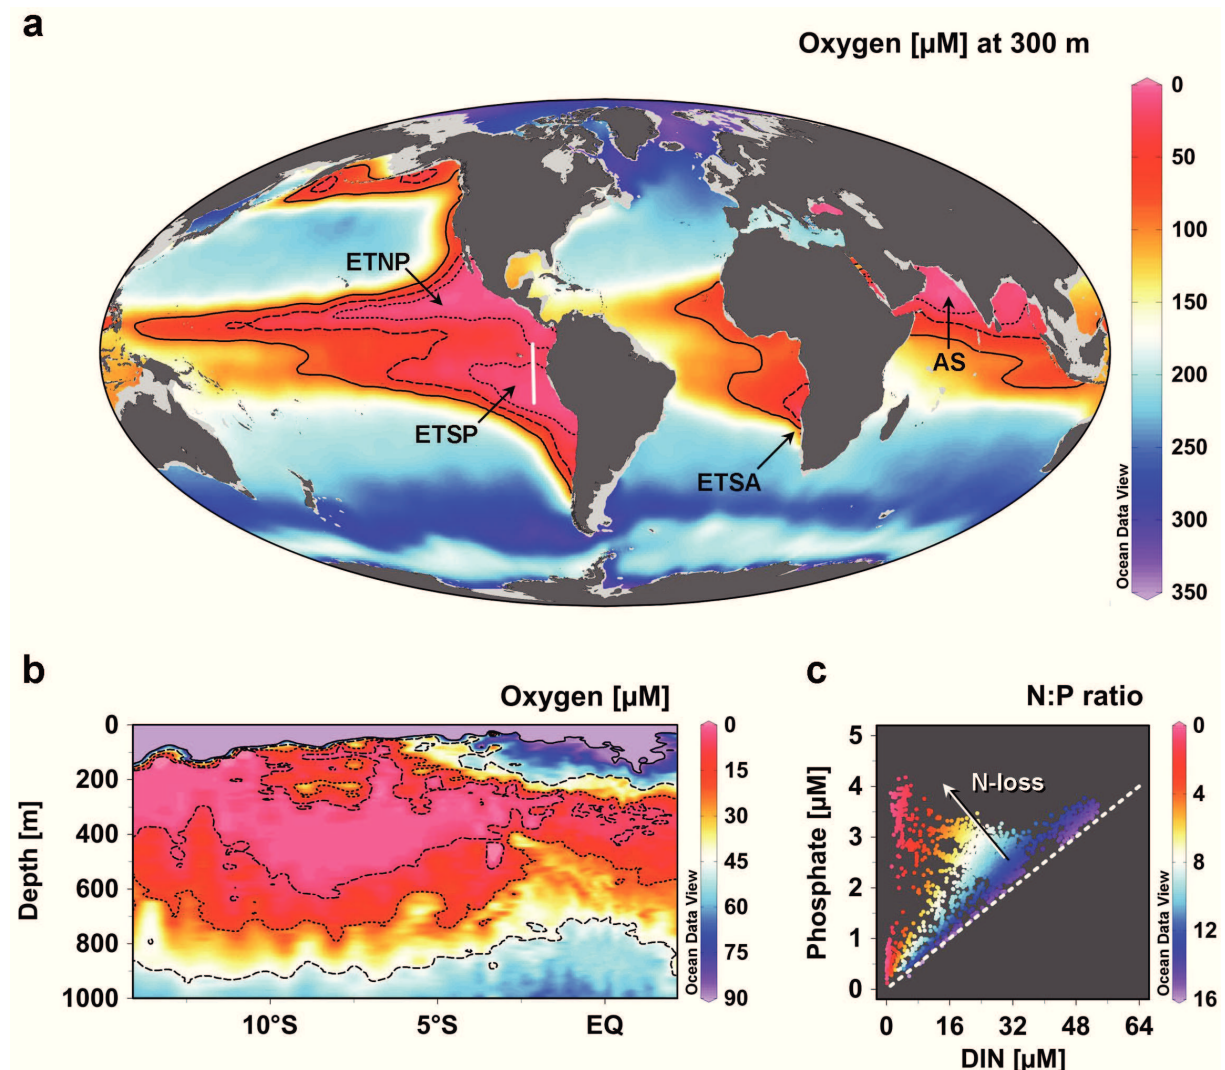 a
Oxygen [µM] at 300 m
0
50
100
150
200
250
300
350
Ocean Data View
ETNP
ETSP
ETSA
AS
b
Oxygen [µM]
0
200
400
600
800
1000
Depth [m]
10°S
5°S
EQ
0
15
30
45
60
75
90
Ocean Data View
c
N:P ratio
5
4
3
2
1
0
Phosphate [µM]
N-loss
0
16
32
48
64
DIN [µM]
0
4
8
12
16
Ocean Data View